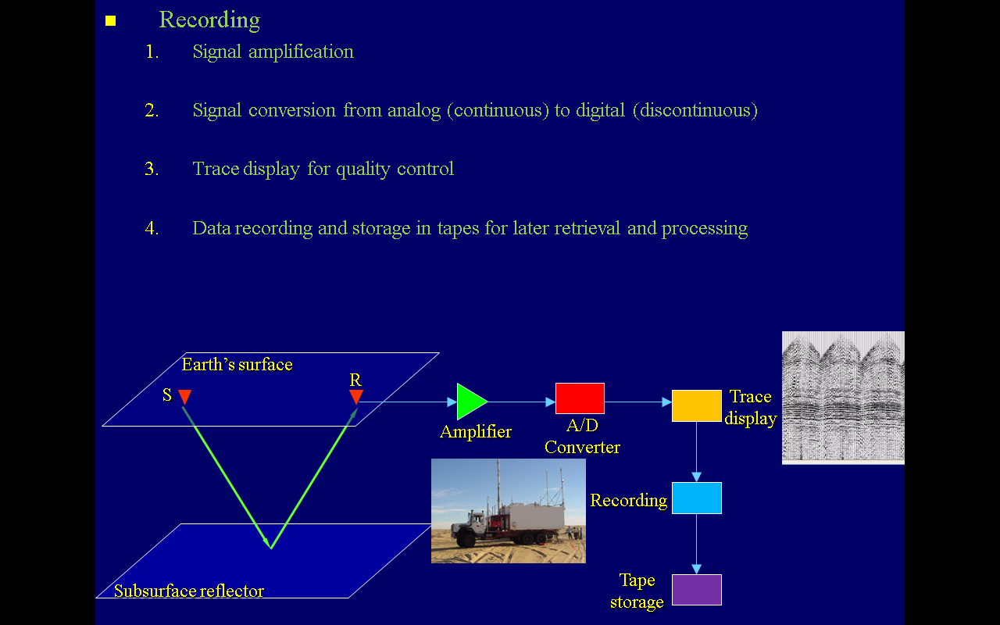 Recording
1. Signal amplification
2. Signal conversion from analog (continuous) to digital (discontinuous)
3. Trace display for quality control
4. Data recording and storage in tapes for later retrieval and processing
Earth's surface
S
R
Amplifier
A/D
Converter
Trace
display
Recording
Tape
storage
Subsurface reflector